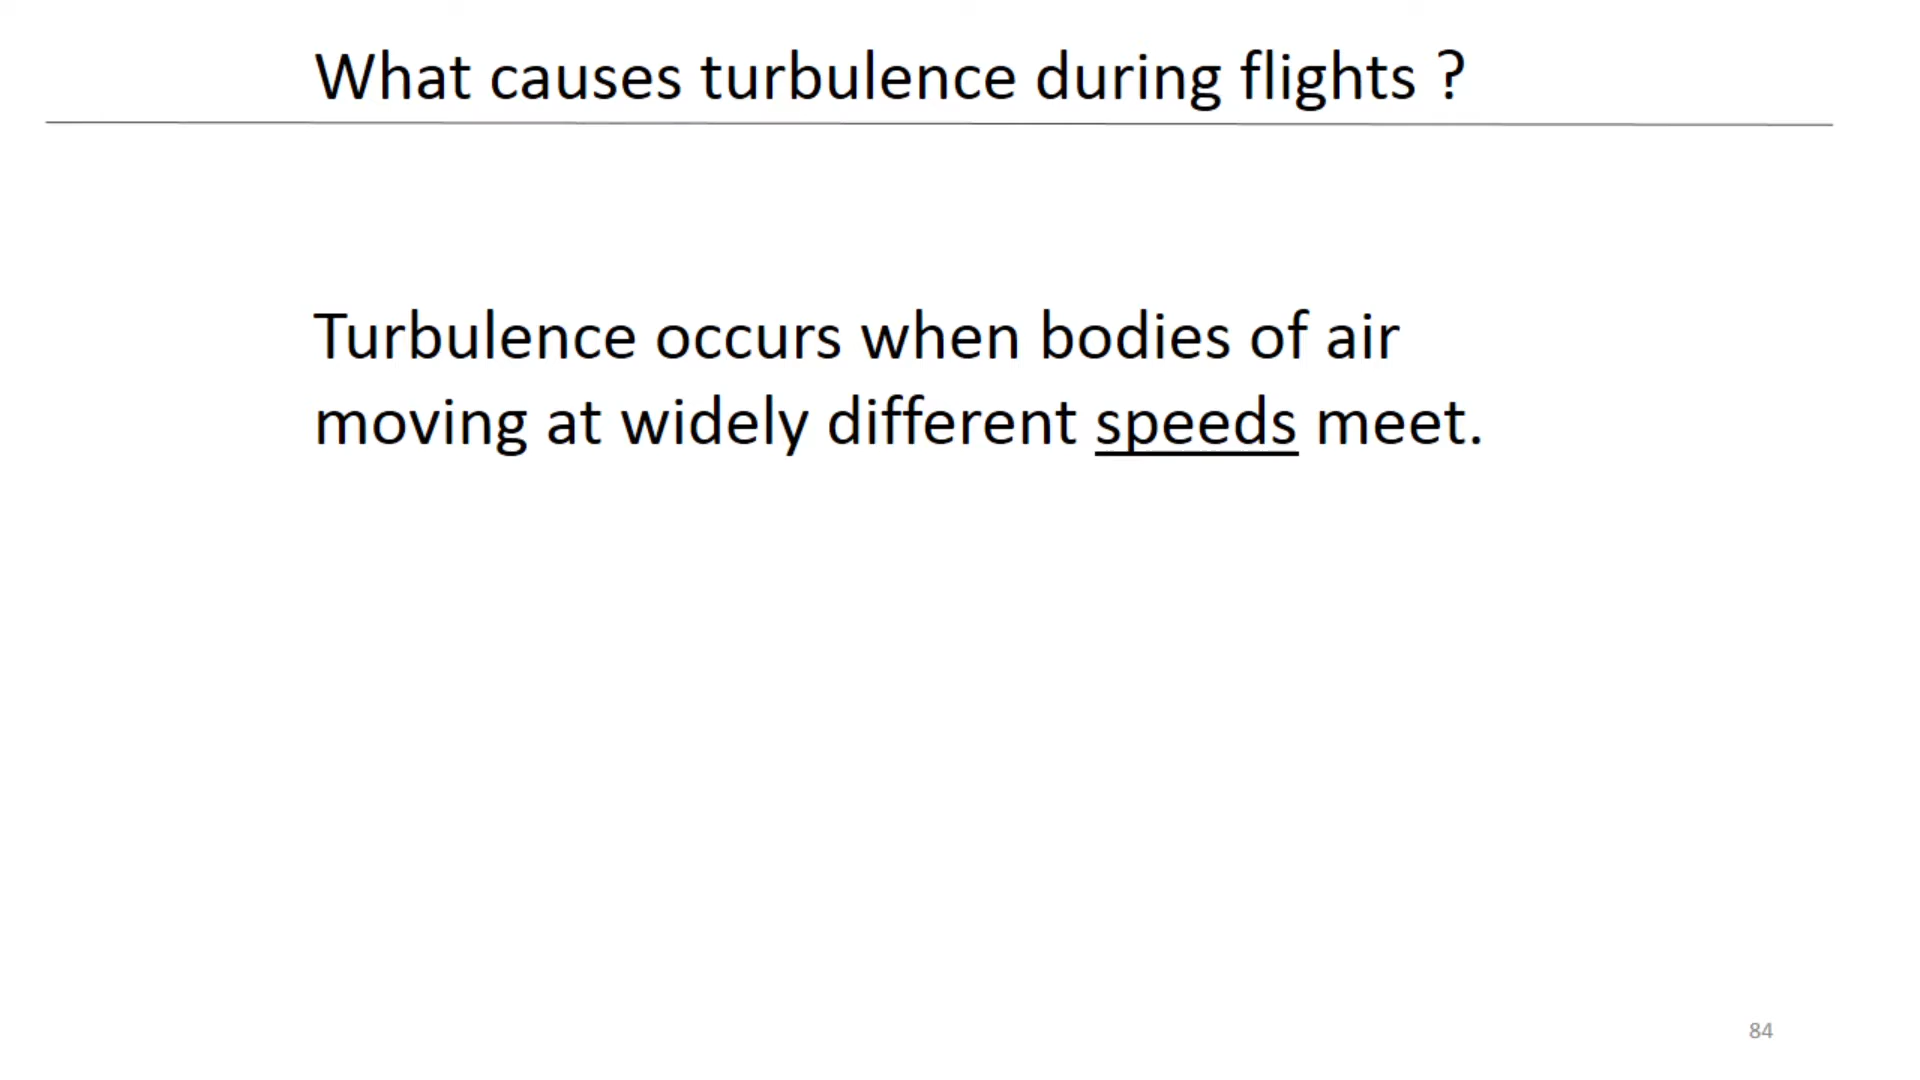 What causes turbulence during flights ?
Turbulence occurs when bodies of air
moving at widely different speeds meet.
84